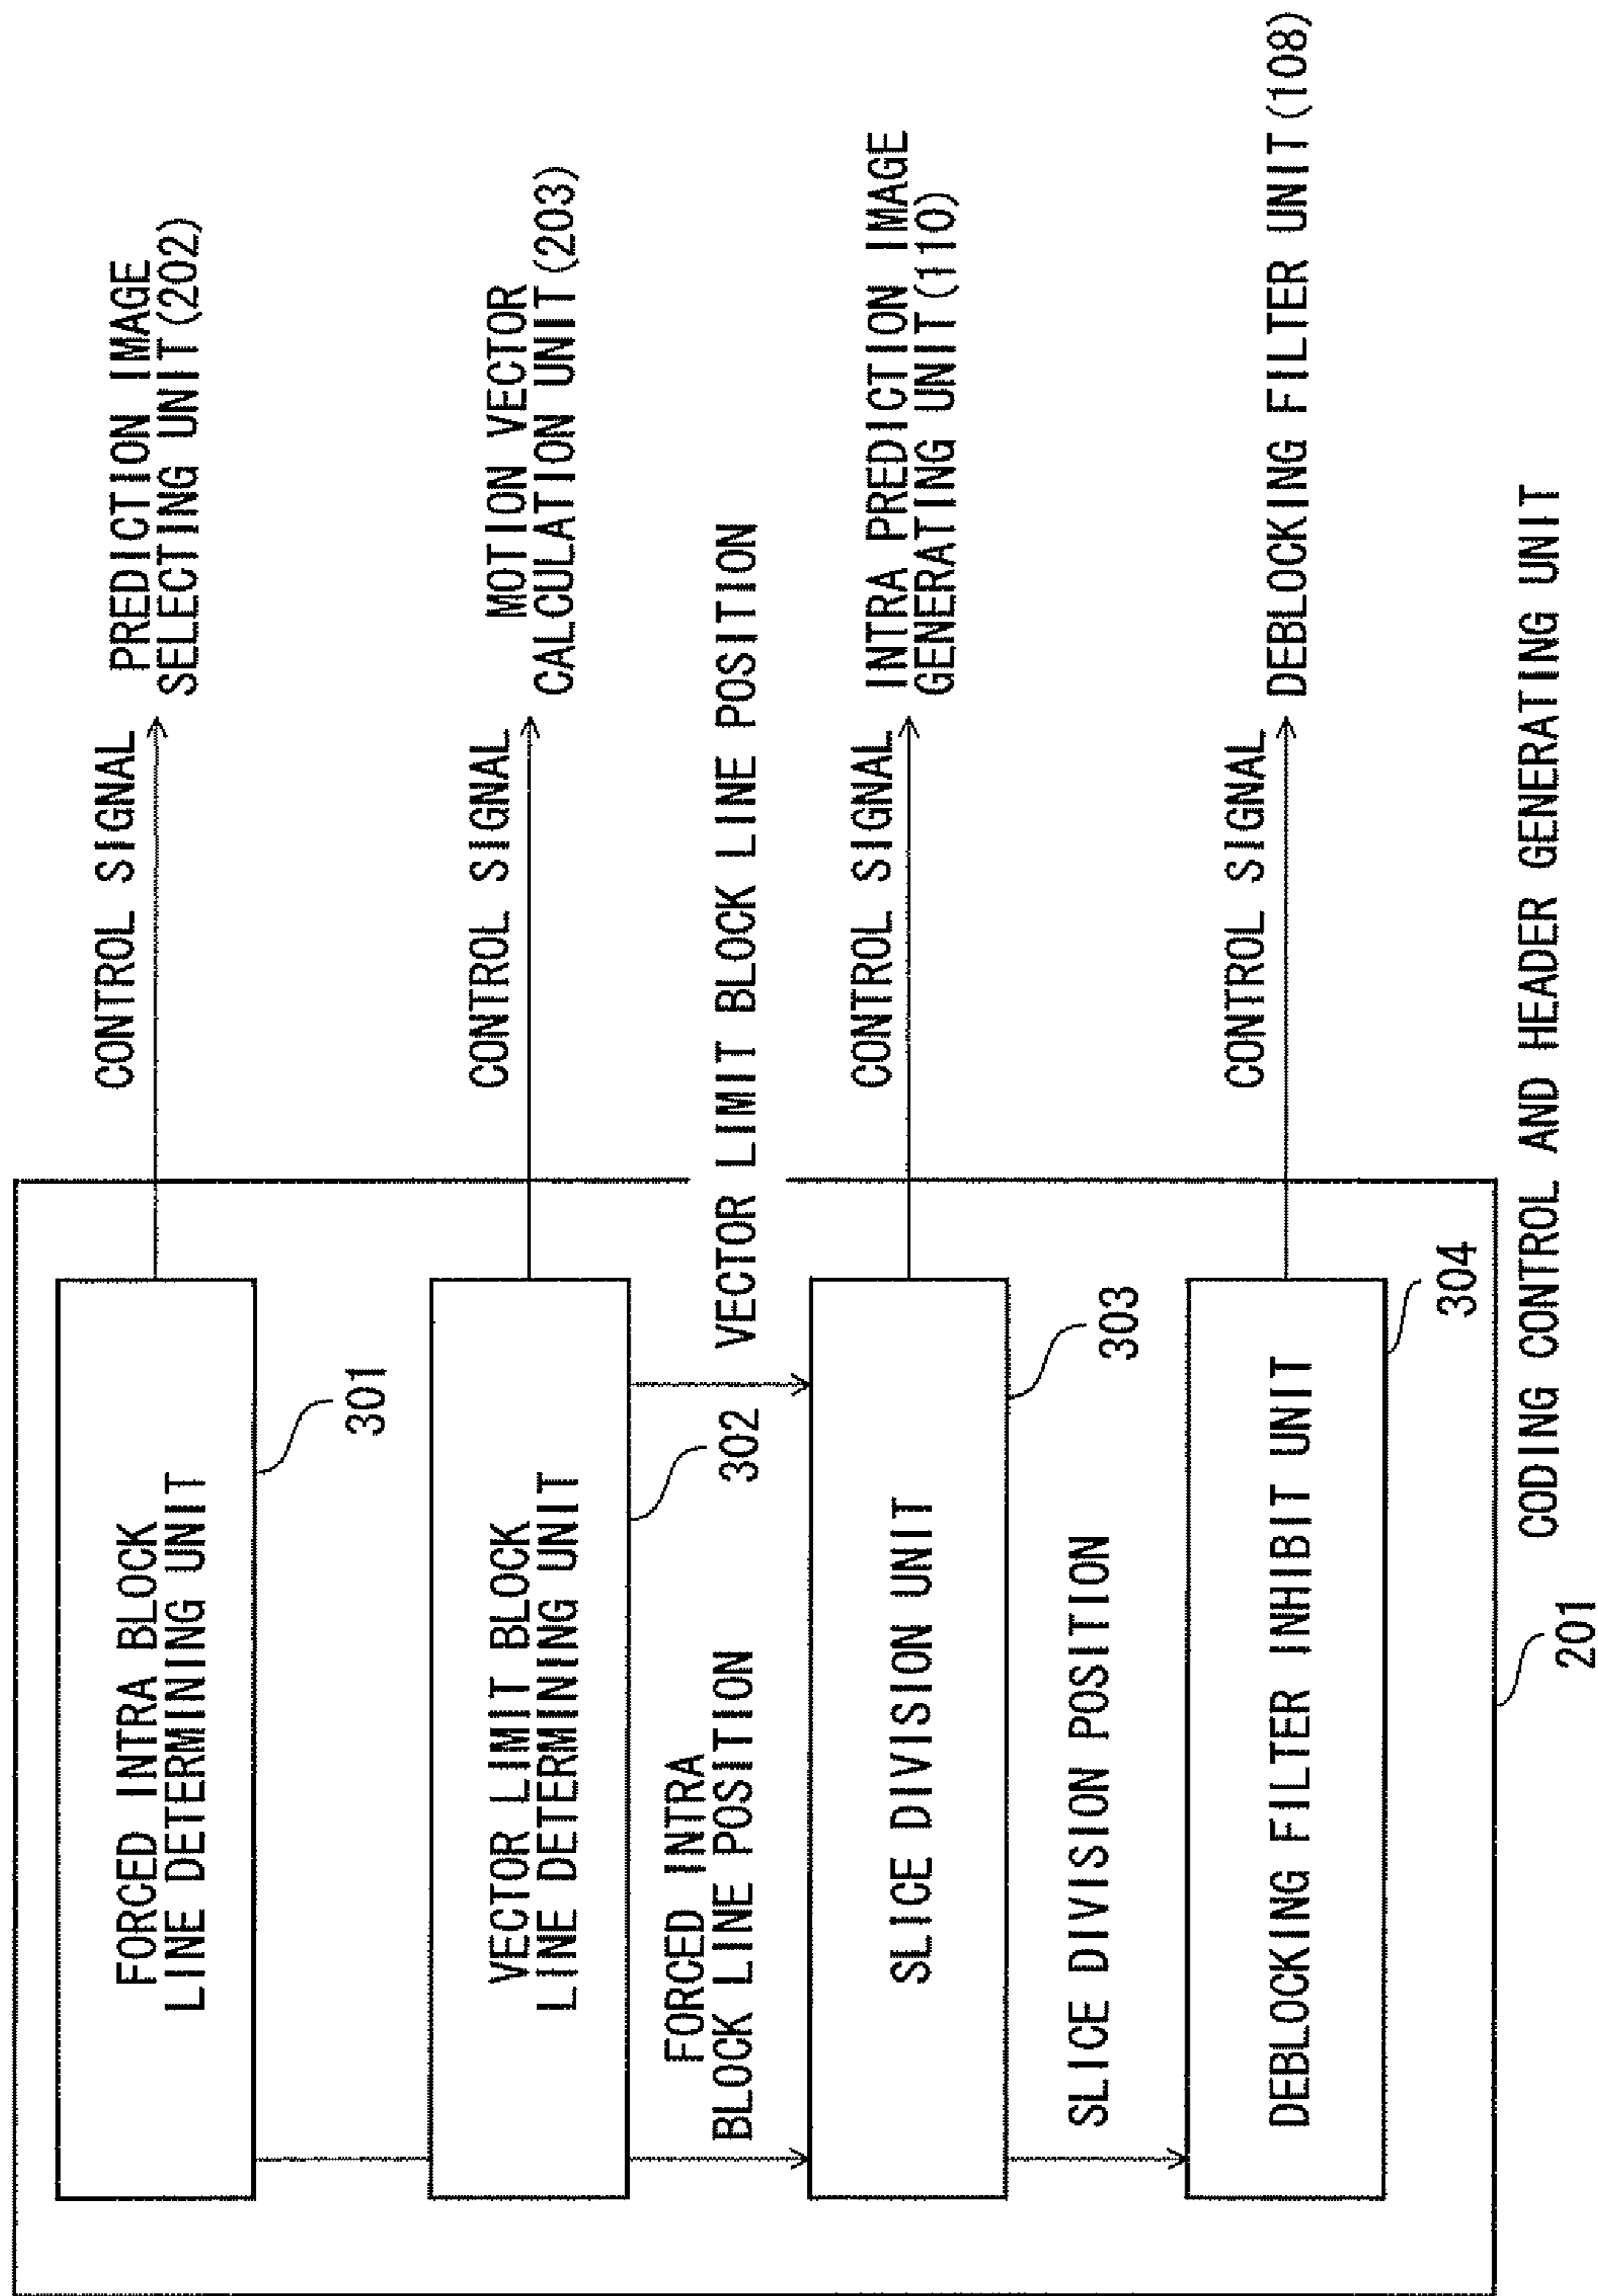 FORCED INTRA BLOCK
LINE DETERMINING UNIT
301
CONTROL SIGNAL
PREDICTION IMAGE
SELECTING UNIT(202)
VECTOR LIMIT BLOCK
LINE DETERMINING UNIT
302
CONTROL SIGNAL
MOTION VECTOR
CALCULATION UNIT(203)
FORCED INTRA
BLOCK LINE POSITION
VECTOR LIMIT BLOCK LINE POSITION
SLICE DIVISION UNIT
303
CONTROL SIGNAL
INTRA PREDICTION IMAGE
GENERATING UNIT(110)
SLICE DIVISION POSITION
DEBLOCKING FILTER INHIBIT UNIT
304
CONTROL SIGNAL
DEBLOCKING FILTER UNIT(108)
201
CODING CONTROL AND HEADER GENERATING UNIT